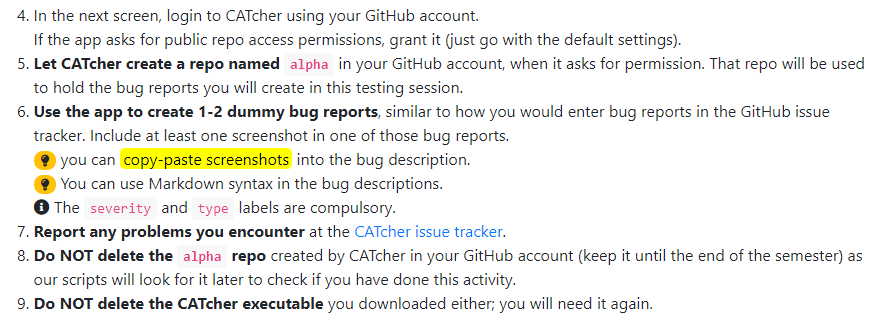 4. In the next screen, login to CATcher using your GitHub account.
If the app asks for public repo access permissions, grant it (just go with the default settings).
5. Let CATcher create a repo named alpha in your GitHub account, when it asks for permission. That repo will be used
to hold the bug reports you will create in this testing session.
6. Use the app to create 1-2 dummy bug reports, similar to how you would enter bug reports in the GitHub issue
tracker. Include at least one screenshot in one of those bug reports.
you can copy-paste screenshots into the bug description.
You can use Markdown syntax in the bug descriptions.
The severity and type labels are compulsory.
7. Report any problems you encounter at the CATcher issue tracker.
8. Do NOT delete the alpha repo created by CATcher in your GitHub account (keep it until the end of the semester) as
our scripts will look for it later to check if you have done this activity.
9. Do NOT delete the CATcher executable you downloaded either; you will need it again.